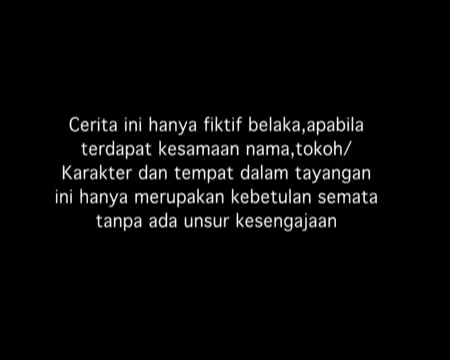 Cerita ini hanya fiktif belaka,apabila
terdapat kesamaan nama,tokoh/
Karakter dan tempat dalam tayangan
ini hanya merupakan kebetulan semata
tanpa ada unsur kesengajaan